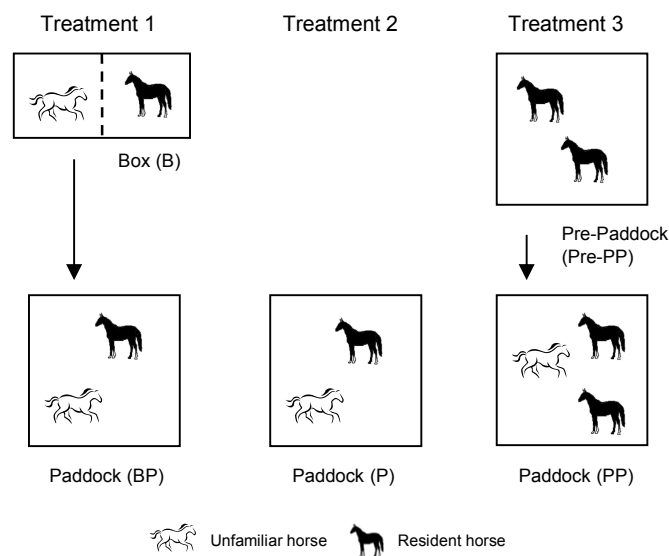 Treatment 1
Treatment 2
Treatment 3
Box (B)
Pre-Paddock
(Pre-PP)
Paddock (BP)
Paddock (P)
Paddock (PP)
Unfamiliar horse
Resident horse